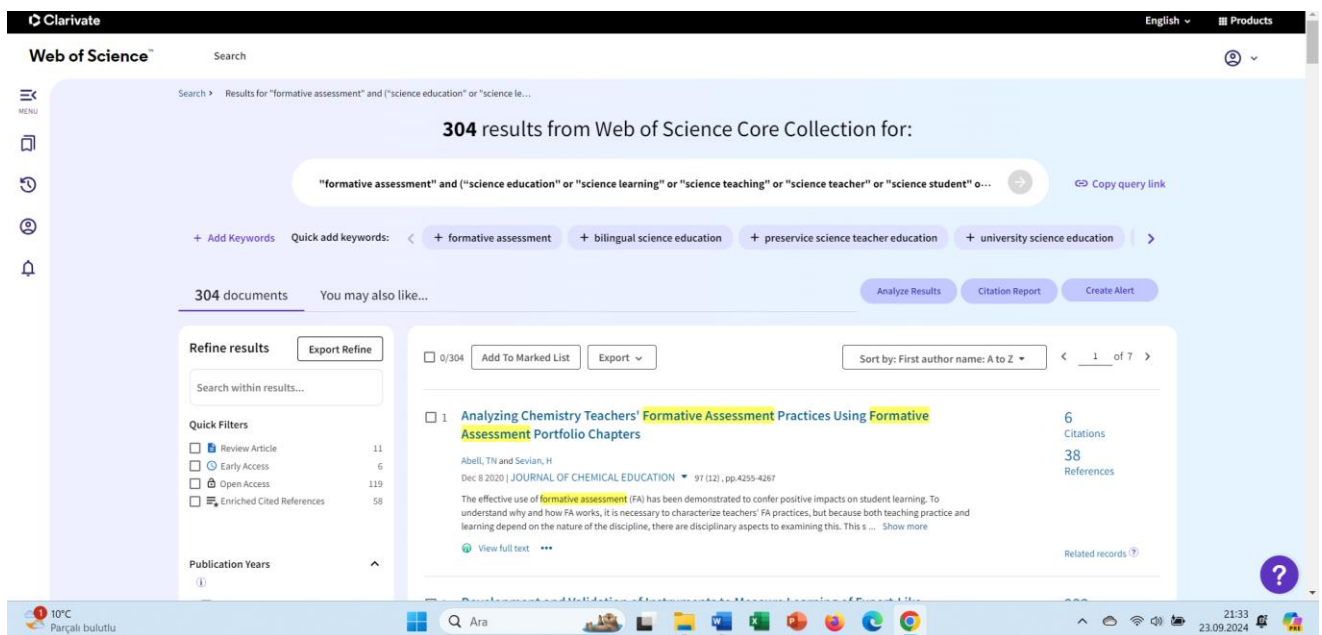 Clarivate
English
Products
Web of Science™
Search
MENU
Search > Results for "formative assessment" and ("science education" or "science le...
304 results from Web of Science Core Collection for:
"formative assessment" and ("science education" or "science learning" or "science teaching" or "science teacher" or "science student" o...
Copy query link
+ Add Keywords Quick add keywords: < + formative assessment + bilingual science education + preservice science teacher education + university science education >
304 documents You may also like...
Analyze Results Citation Report Create Alert
Refine results Export Refine
Search within results...
Quick Filters
Review Article 11
Early Access 6
Open Access 119
Enriched Cited References 58
Publication Years
0/304 Add To Marked List Export Sort by: First author name: A to Z < 1 of 7 >
1 Analyzing Chemistry Teachers' Formative Assessment Practices Using Formative
Assessment Portfolio Chapters
Abell, TN and Sevian, H
Dec 8 2020 | JOURNAL OF CHEMICAL EDUCATION 97 (12) , pp.4255-4267
The effective use of formative assessment (FA) has been demonstrated to confer positive impacts on student learning. To
understand why and how FA works, it is necessary to characterize teachers' FA practices, but because both teaching practice and
learning depend on the nature of the discipline, there are disciplinary aspects to examining this. This s ... Show more
View full text
6
Citations
38
References
Related records ?
?
1
10°C
Parçalı bulutlu
Ara
21:33
23.09.2024
PRE